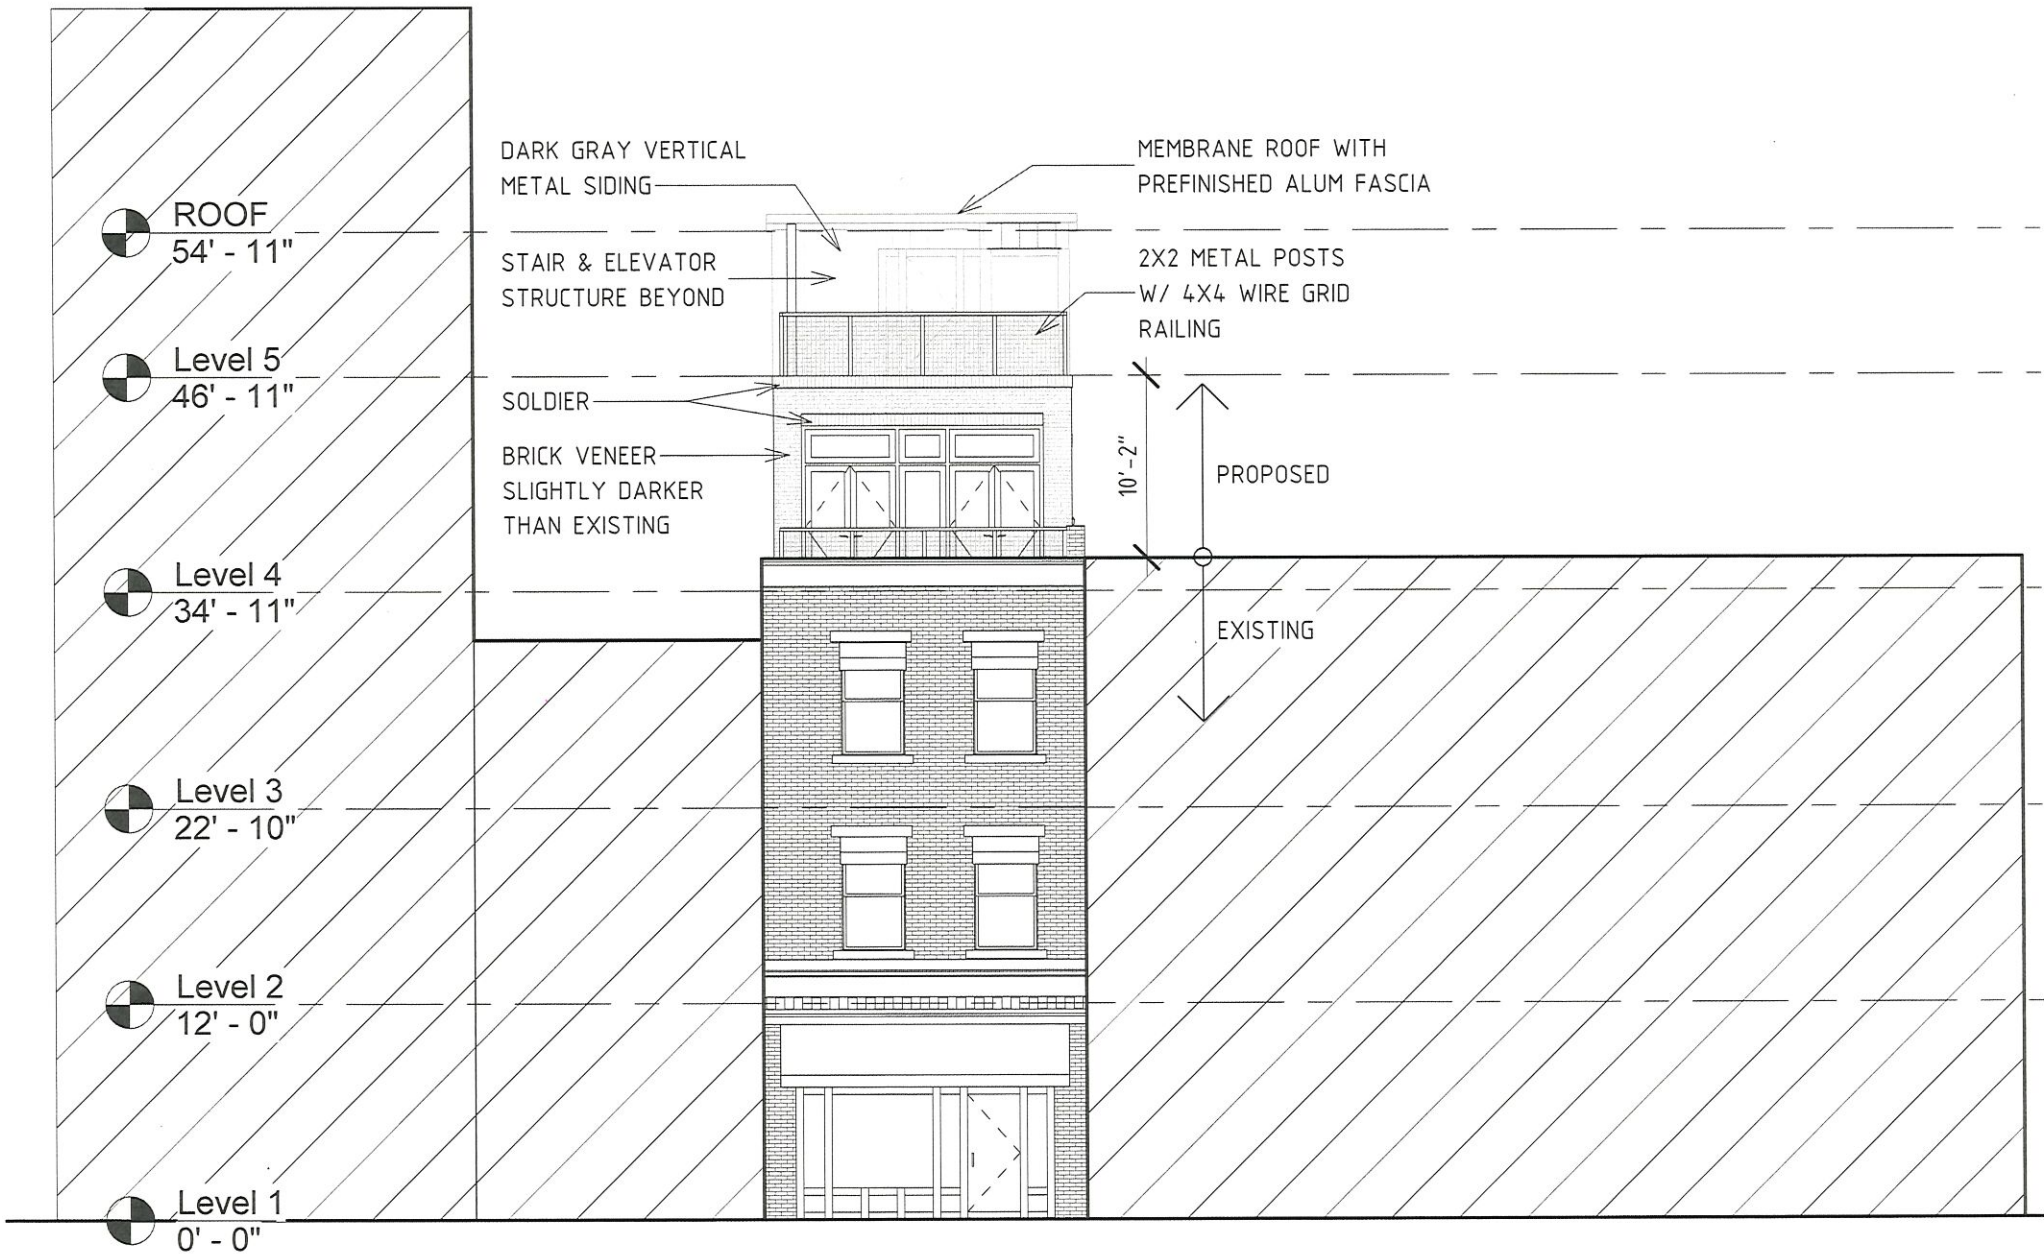 ROOF
54' - 11"
Level 5
46' - 11"
Level 4
34' - 11"
Level 3
22' - 10"
Level 2
12' - 0"
Level 1
0' - 0"
DARK GRAY VERTICAL
METAL SIDING
STAIR & ELEVATOR
STRUCTURE BEYOND
SOLDIER
BRICK VENEER
SLIGHTLY DARKER
THAN EXISTING
MEMBRANE ROOF WITH
PREFINISHED ALUM FASCIA
2X2 METAL POSTS
W/ 4X4 WIRE GRID
RAILING
10'-2"
PROPOSED
EXISTING